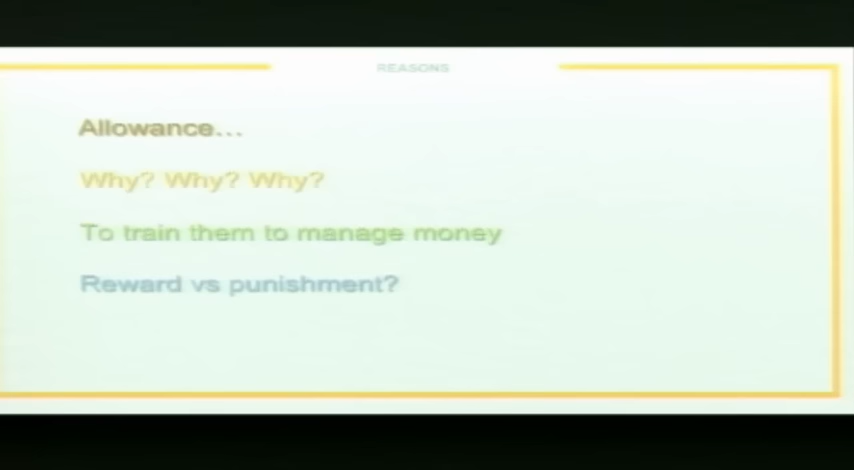 REASONS
Allowance...
Why? Why? Why?
To train them to manage money
Reward vs punishment?